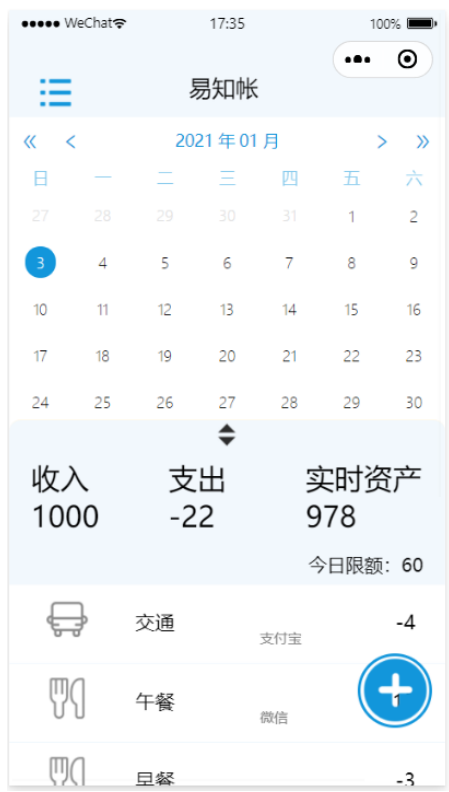 WeChat 17:35 100%
易知帐
« < 2021 年 01 月 > »
日 一 二 三 四 五 六
27 28 29 30 31 1 2
3 4 5 6 7 8 9
10 11 12 13 14 15 16
17 18 19 20 21 22 23
24 25 26 27 28 29 30
收入 支出 实时资产
1000 -22 978
今日限额：60
交通 支付宝 -4
午餐 微信
早餐 -3